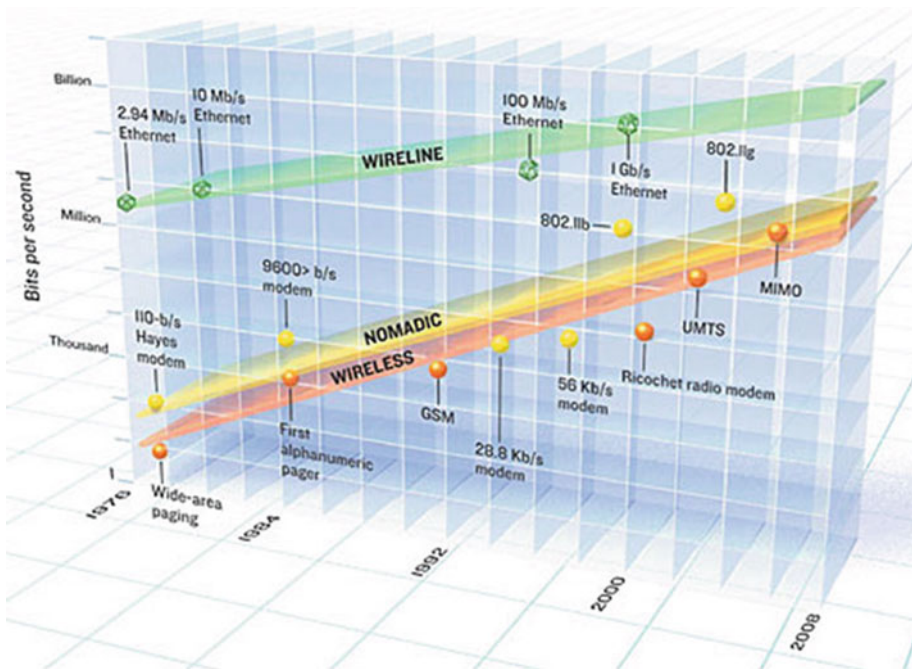 Billion
Million
Thousand
1
Bits per second
2.94 Mb/s
Ethernet
10 Mb/s
Ethernet
100 Mb/s
Ethernet
1 Gb/s
Ethernet
WIRELINE
802.11g
802.11b
9600> b/s
modem
110-b/s
Hayes
modem
NOMADIC
WIRELESS
MIMO
UMTS
Ricochet radio modem
56 Kb/s
modem
GSM
28.8 Kb/s
modem
First
alphanumeric
pager
Wide-area
paging
1976
1984
1992
2000
2008